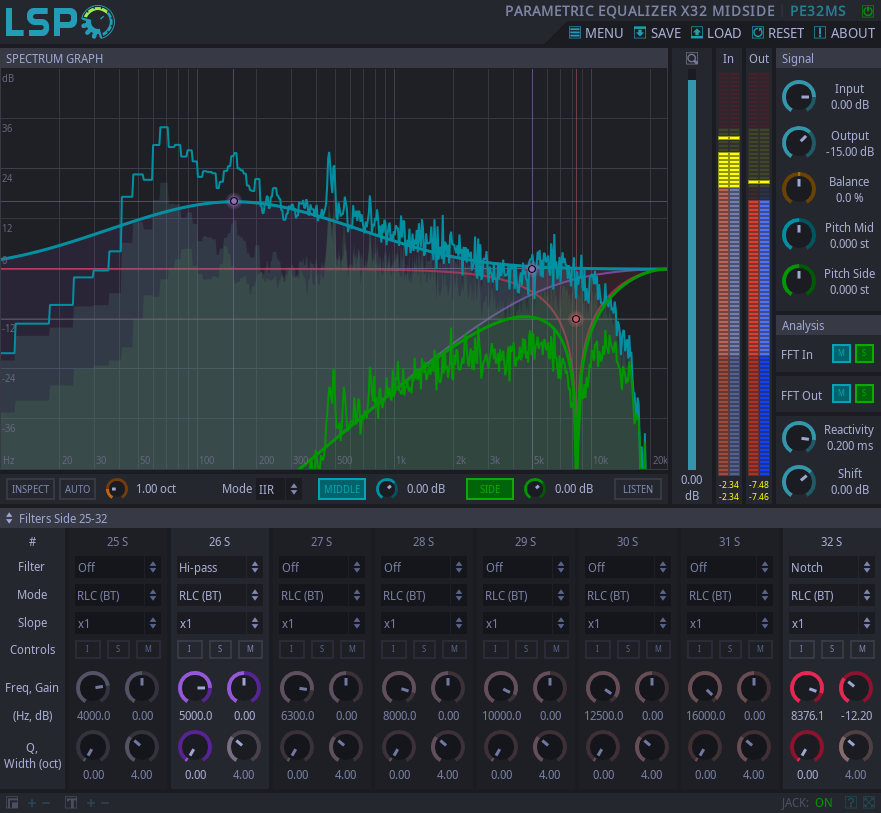 LSP
PARAMETRIC EQUALIZER X32 MIDSIDE PE32MS
MENU SAVE LOAD RESET ABOUT
SPECTRUM GRAPH In Out Signal
dB
36
24
12
0
-12
-24
-36
Hz 20 30 50 100 200 300 500 1k 2k 3k 5k 10k 20k
Input
0.00 dB
Output
-15.00 dB
Balance
0.0 %
Pitch Mid
0.000 st
Pitch Side
0.000 st
Analysis
FFT In M S
FFT Out M S
Reactivity
0.200 ms
Shift
0.00 dB
0.00
dB
-2.34 -7.48
-2.34 -7.46
INSPECT AUTO 1.00 oct Mode IIR MIDDLE 0.00 dB SIDE 0.00 dB LISTEN
Filters Side 25-32
# 25 S 26 S 27 S 28 S 29 S 30 S 31 S 32 S
Filter Off Hi-pass Off Off Off Off Off Notch
Mode RLC (BT) RLC (BT) RLC (BT) RLC (BT) RLC (BT) RLC (BT) RLC (BT) RLC (BT)
Slope x1 x1 x1 x1 x1 x1 x1 x1
Controls I S M I S M I S M I S M I S M I S M I S M I S M
Freq, Gain
(Hz, dB) 4000.0 0.00 5000.0 0.00 6300.0 0.00 8000.0 0.00 10000.0 0.00 12500.0 0.00 16000.0 0.00 8376.1 -12.20
Q,
Width (oct)
0.00 4.00 0.00 4.00 0.00 4.00 0.00 4.00 0.00 4.00 0.00 4.00 0.00 4.00 0.00 4.00
T JACK: ON ?